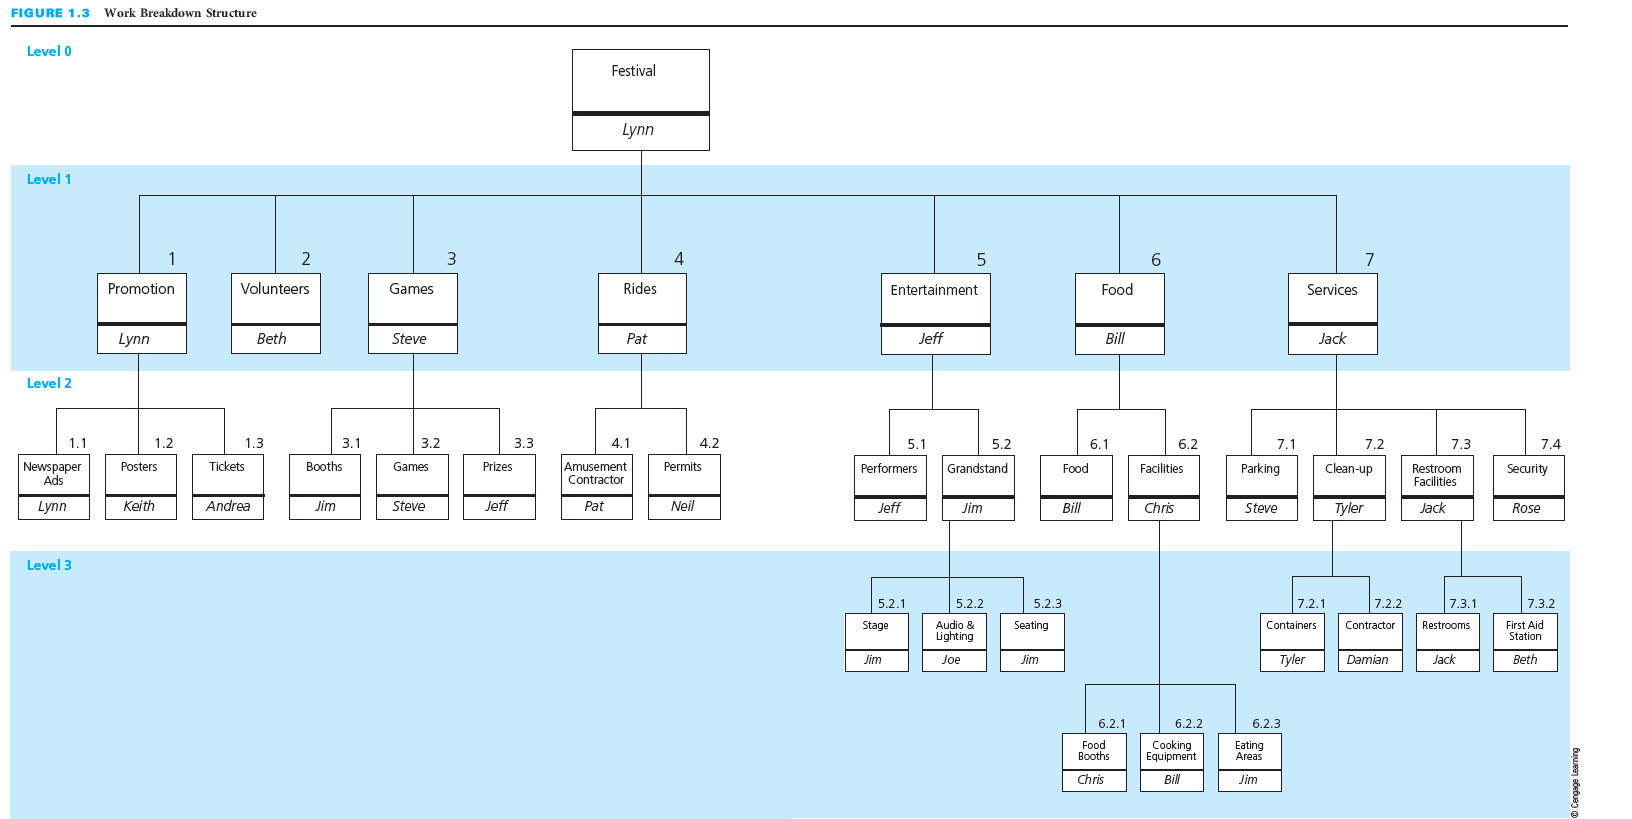 FIGURE 1.3 Work Breakdown Structure
Level 0
Festival
Lynn
Level 1
1
Promotion
Lynn
2
Volunteers
Beth
3
Games
Steve
4
Rides
Pat
5
Entertainment
Jeff
6
Food
Bill
7
Services
Jack
Level 2
1.1
Newspaper
Ads
Lynn
1.2
Posters
Keith
1.3
Tickets
Andrea
3.1
Booths
Jim
3.2
Games
Steve
3.3
Prizes
Jeff
4.1
Amusement
Contractor
Pat
4.2
Permits
Neil
5.1
Performers
Jeff
5.2
Grandstand
Jim
6.1
Food
Bill
6.2
Facilities
Chris
7.1
Parking
Steve
7.2
Clean-up
Tyler
7.3
Restroom
Facilities
Jack
7.4
Security
Rose
Level 3
5.2.1
Stage
Jim
5.2.2
Audio &
Lighting
Joe
5.2.3
Seating
Jim
7.2.1
Containers
Tyler
7.2.2
Contractor
Damian
7.3.1
Restrooms
Jack
7.3.2
First Aid
Station
Beth
6.2.1
Food
Booths
Chris
6.2.2
Cooking
Equipment
Bill
6.2.3
Eating
Areas
Jim
© Cengage Learning